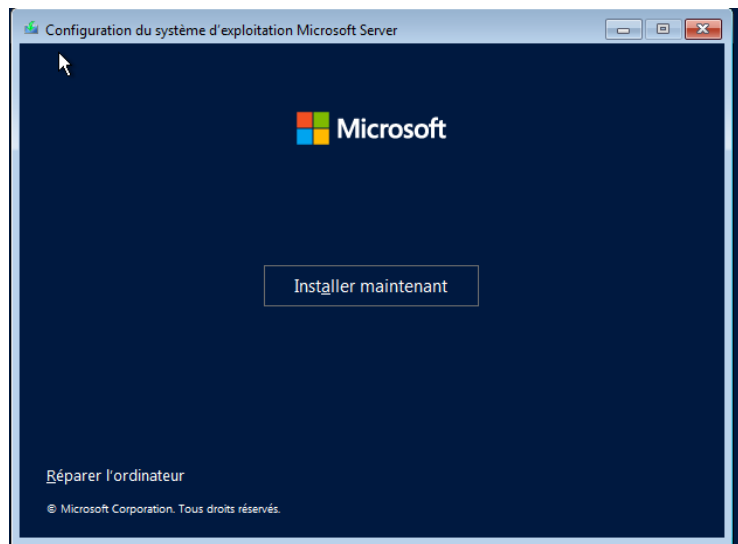 Configuration du système d'exploitation Microsoft Server
Microsoft
Installer maintenant
Réparer l'ordinateur
© Microsoft Corporation. Tous droits réservés.